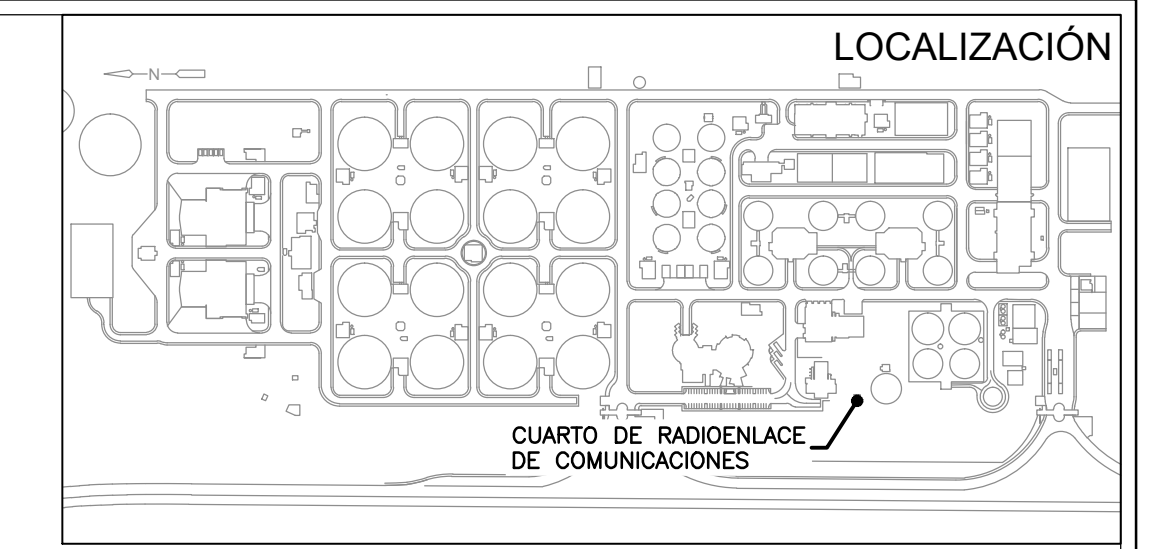 LOCALIZACIÓN
N
CUARTO DE RADIOENLACE
DE COMUNICACIONES